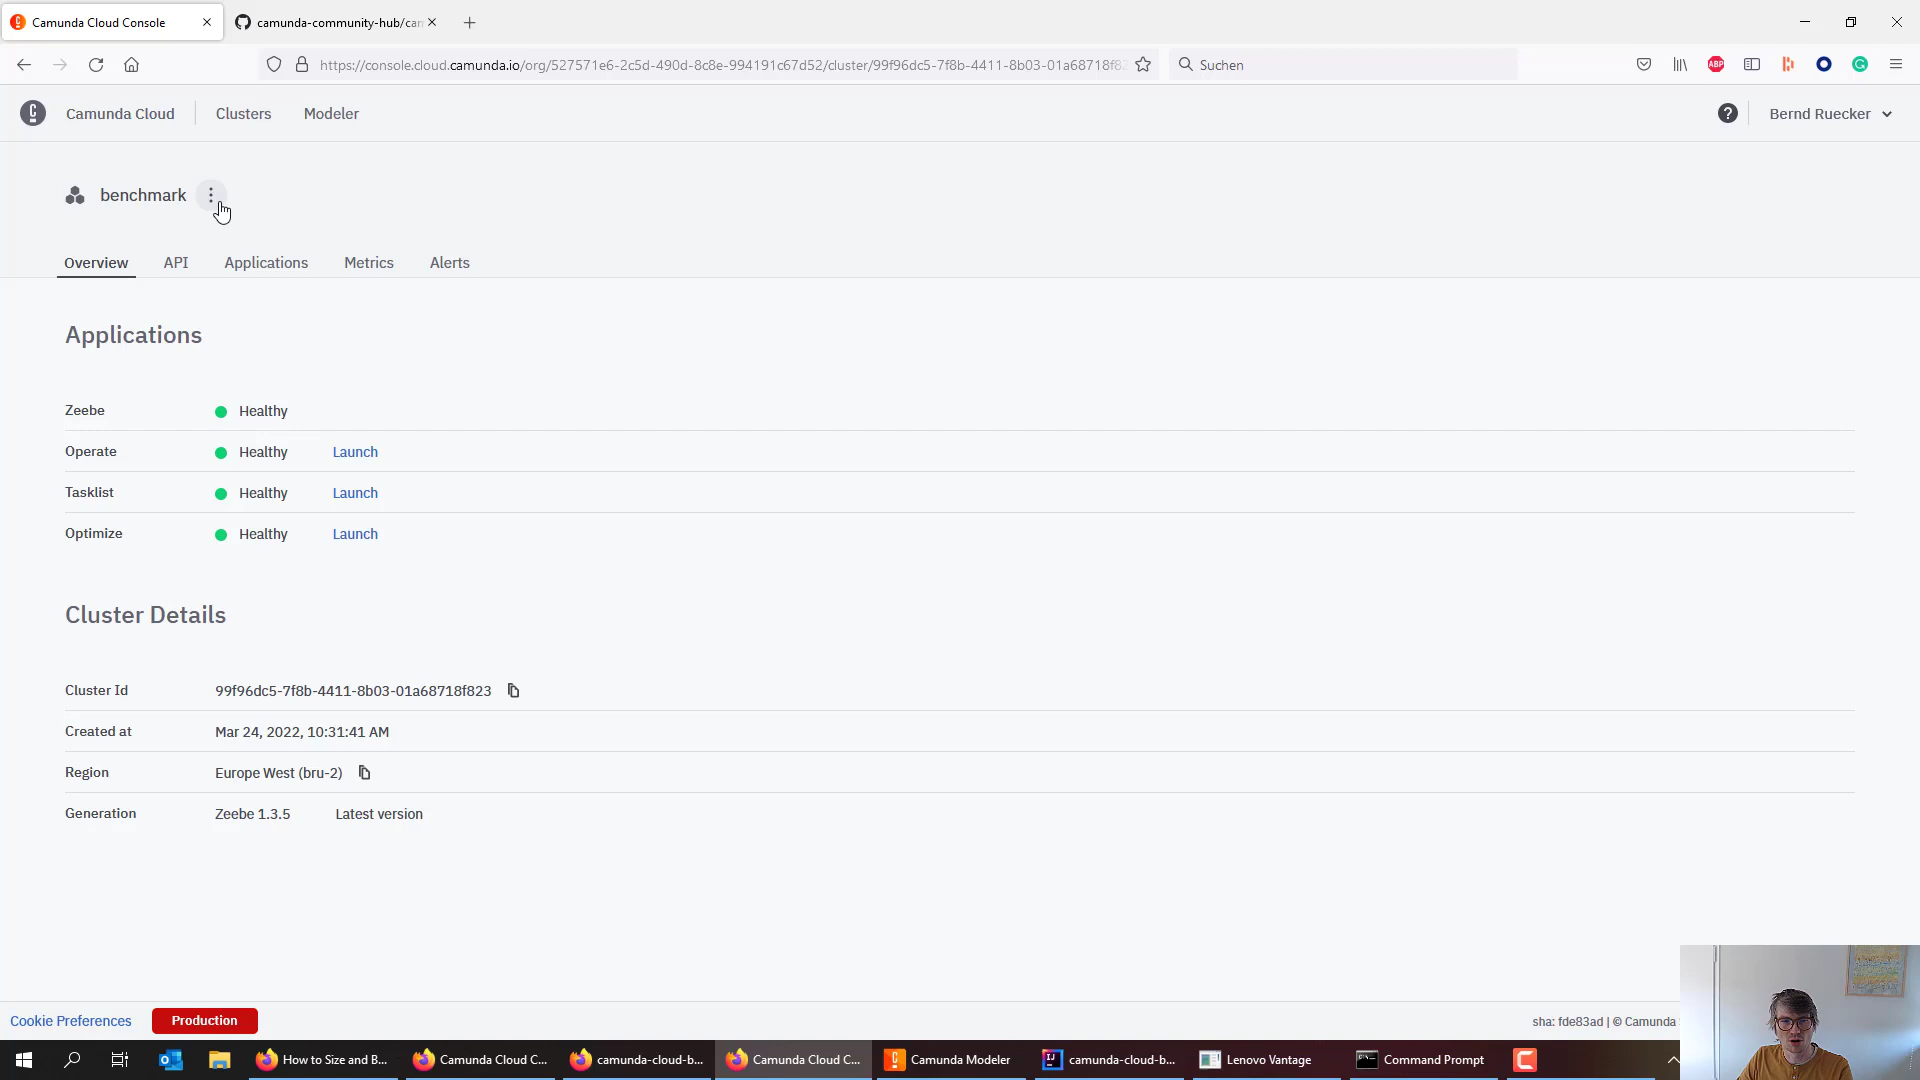 Camunda Cloud Console
camunda-community-hub/ca
https://console.cloud.camunda.io/org/527571e6-2c5d-490d-8c8e-994191c67d52/cluster/99f96dc5-7f8b-4411-8b03-01a68718f82
Suchen
ABP
Camunda Cloud
Clusters
Modeler
?
Bernd Ruecker
benchmark
Overview
API
Applications
Metrics
Alerts
Applications
Zeebe Healthy
Operate Healthy Launch
Tasklist Healthy Launch
Optimize Healthy Launch
Cluster Details
Cluster Id 99f96dc5-7f8b-4411-8b03-01a68718f823
Created at Mar 24, 2022, 10:31:41 AM
Region Europe West (bru-2)
Generation Zeebe 1.3.5 Latest version
Cookie Preferences
Production
sha: fde83ad | © Camunda
How to Size and B...
Camunda Cloud C...
camunda-cloud-b...
Camunda Cloud C...
Camunda Modeler
camunda-cloud-b...
Lenovo Vantage
Command Prompt